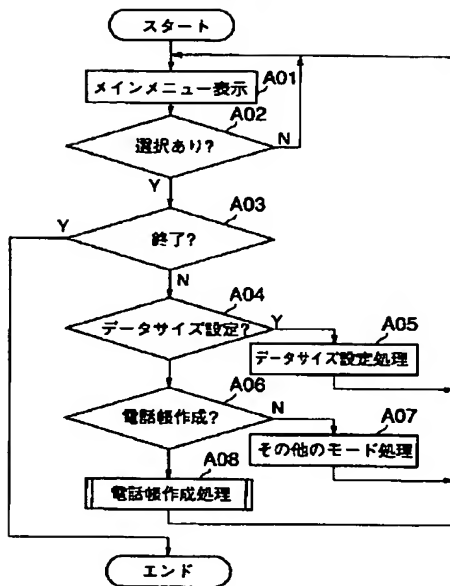 スタート
メインメニュー表示
A01
A02
選択あり?
N
Y
A03
Y
終了?
N
A04
データサイズ設定?
Y
A05
データサイズ設定処理
A06
電話帳作成?
N
A07
その他のモード処理
A08
電話帳作成処理
エンド